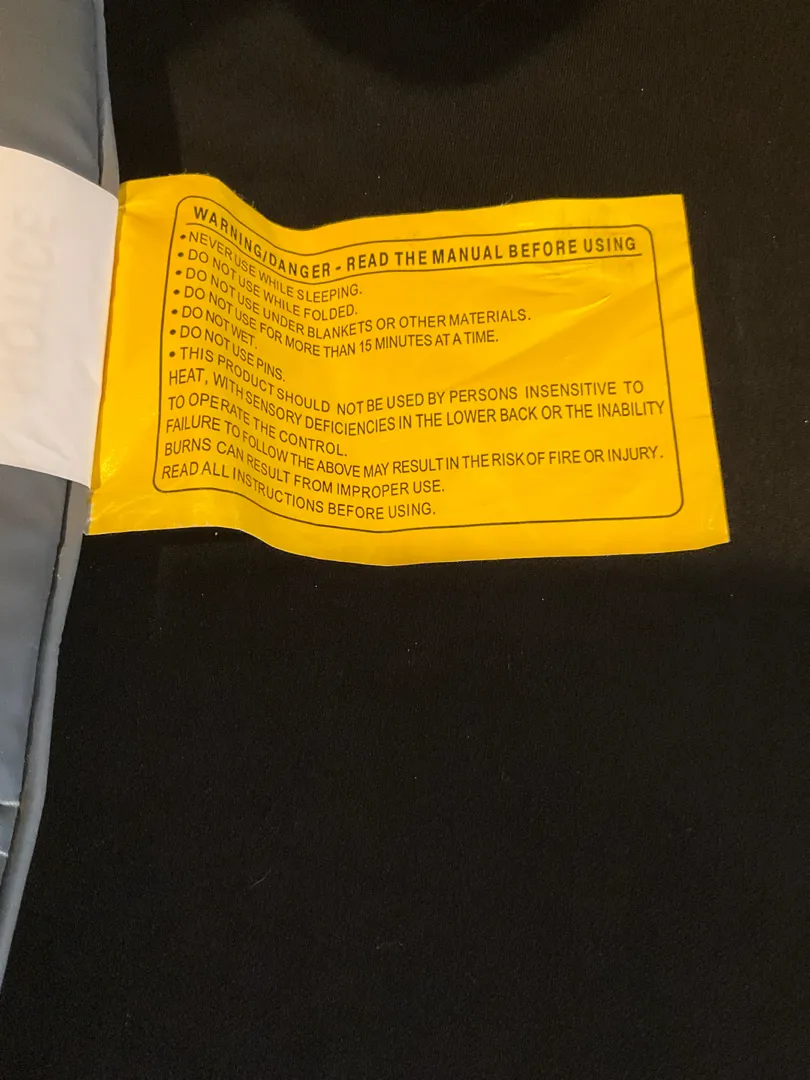 WARNING/DANGER - READ THE MANUAL BEFORE USING
• NEVER USE WHILE SLEEPING.
• DO NOT USE WHILE FOLDED.
• DO NOT USE UNDER BLANKETS OR OTHER MATERIALS.
• DO NOT USE FOR MORE THAN 15 MINUTES AT A TIME.
• DO NOT WET.
• DO NOT USE PINS.
• THIS PRODUCT SHOULD NOT BE USED BY PERSONS INSENSITIVE TO
HEAT, WITH SENSORY DEFICIENCIES IN THE LOWER BACK OR THE INABILITY
TO OPERATE THE CONTROL.
FAILURE TO FOLLOW THE ABOVE MAY RESULT IN THE RISK OF FIRE OR INJURY.
BURNS CAN RESULT FROM IMPROPER USE.
READ ALL INSTRUCTIONS BEFORE USING.